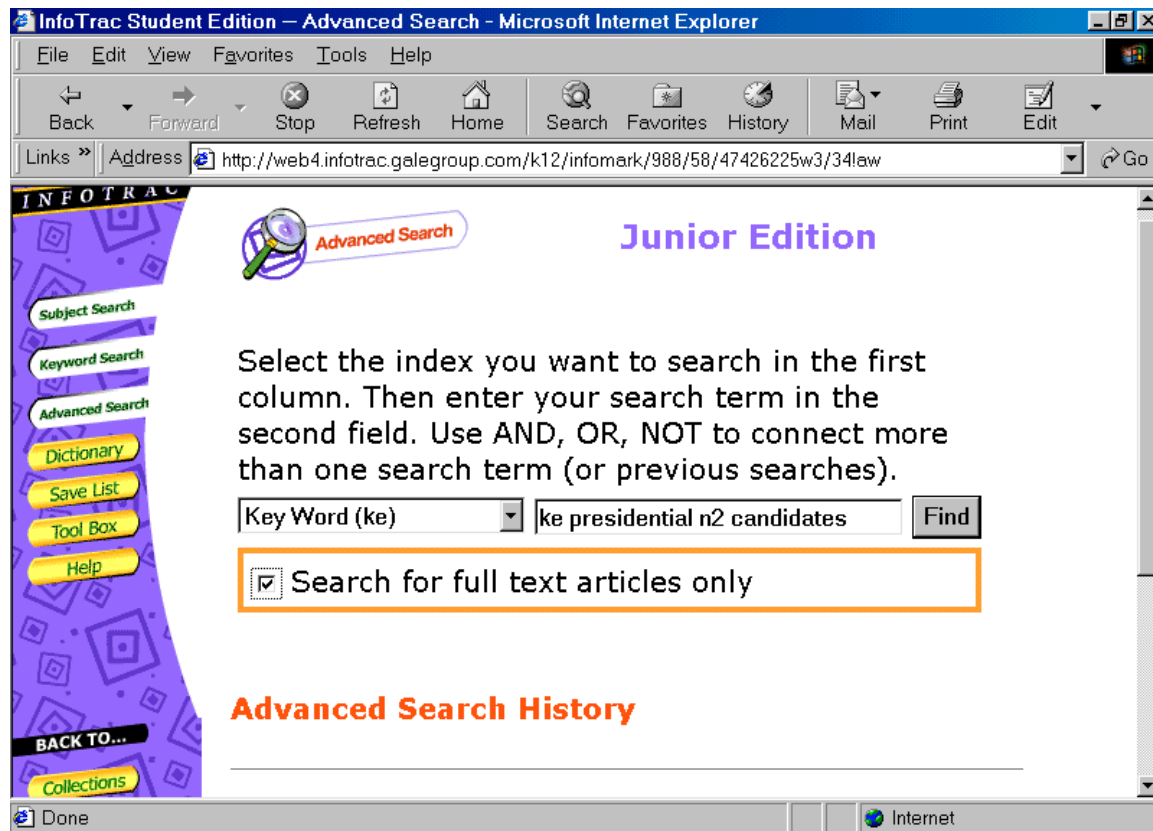 InfoTrac Student Edition — Advanced Search - Microsoft Internet Explorer
File Edit View Favorites Tools Help
Back Forward Stop Refresh Home Search Favorites History Mail Print Edit
Links » Address http://web4.infotrac.galegroup.com/k12/infomark/988/58/47426225w3/34!aw Go
INFOTRAC
Advanced Search
Junior Edition
Subject Search
Keyword Search
Advanced Search
Dictionary
Save List
Tool Box
Help
Select the index you want to search in the first
column. Then enter your search term in the
second field. Use AND, OR, NOT to connect more
than one search term (or previous searches).
Key Word (ke) ke presidential n2 candidates Find
Search for full text articles only
Advanced Search History
BACK TO...
Collections
Done Internet